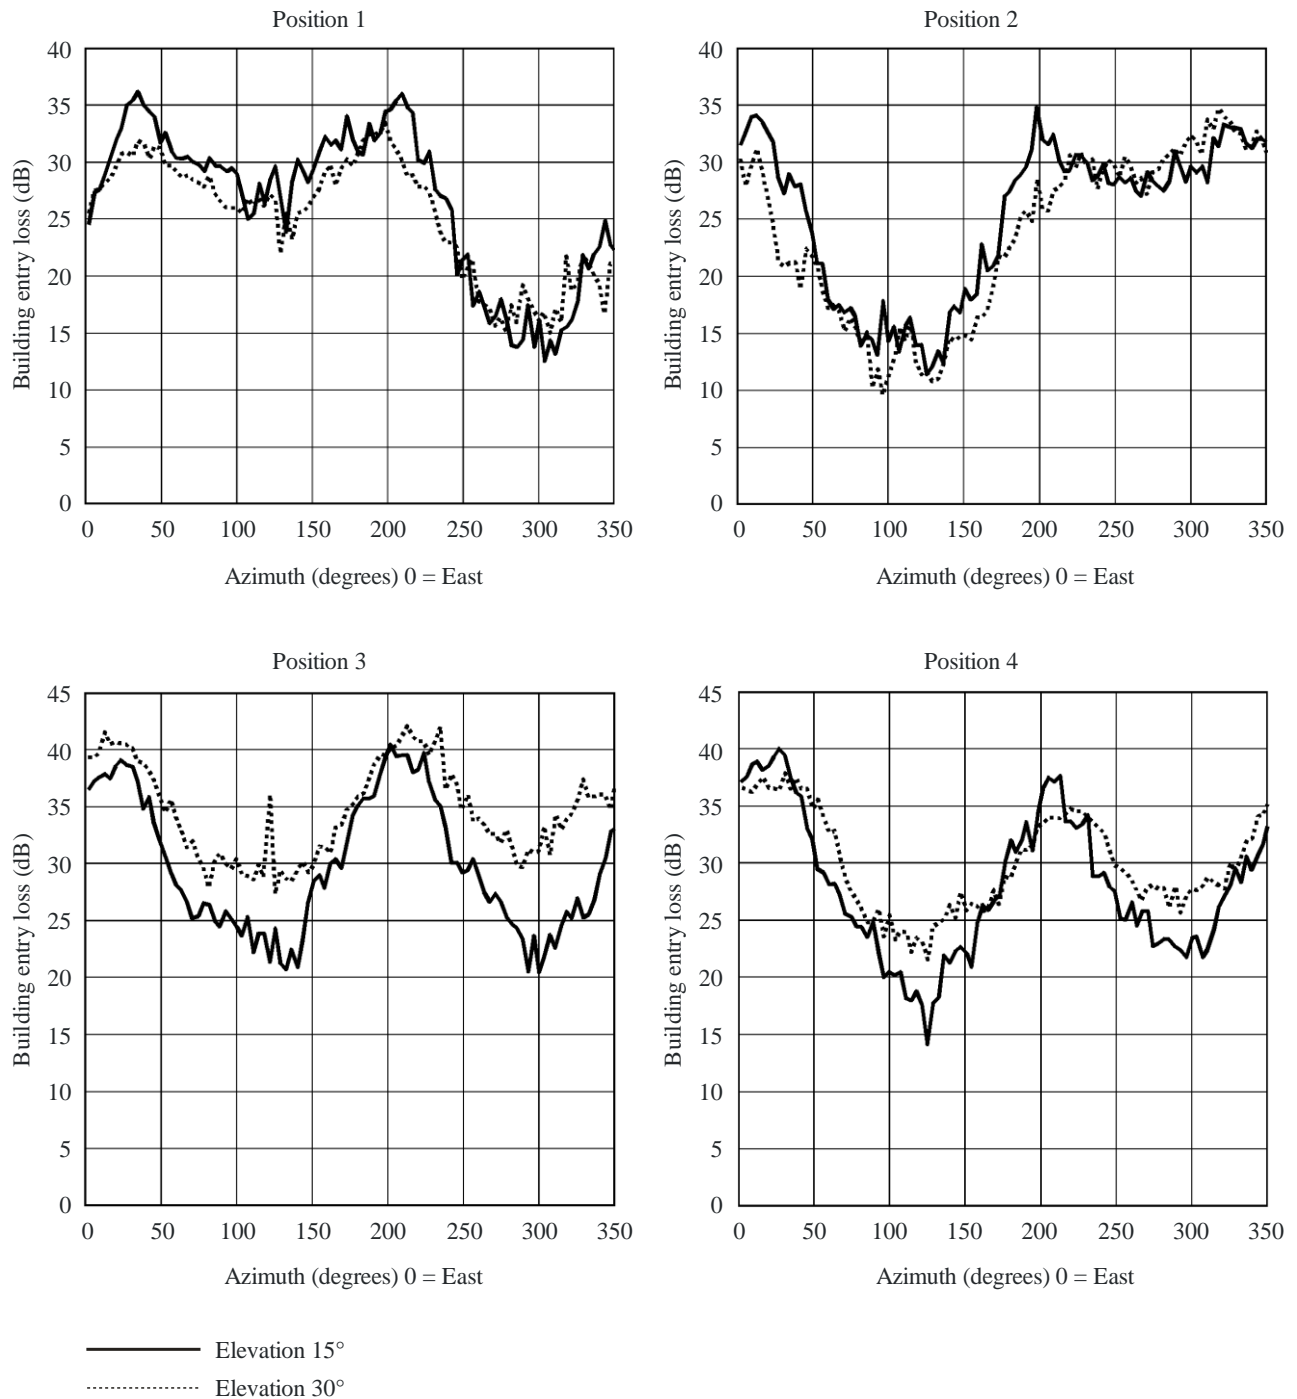 Position 1
40
35
30
25
20
15
10
5
0
Building entry loss (dB)
0 50 100 150 200 250 300 350
Azimuth (degrees) 0 = East
Position 2
40
35
30
25
20
15
10
5
0
Building entry loss (dB)
0 50 100 150 200 250 300 350
Azimuth (degrees) 0 = East
Position 3
45
40
35
30
25
20
15
10
5
0
Building entry loss (dB)
0 50 100 150 200 250 300 350
Azimuth (degrees) 0 = East
Position 4
45
40
35
30
25
20
15
10
5
0
Building entry loss (dB)
0 50 100 150 200 250 300 350
Azimuth (degrees) 0 = East
Elevation 15°
Elevation 30°